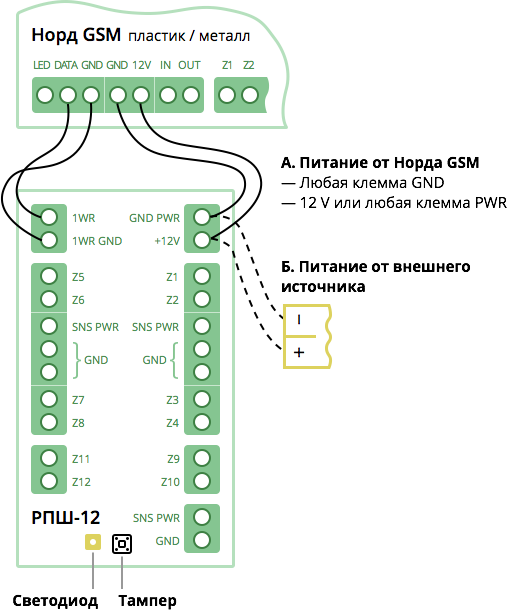 Норд GSM пластик / металл
LED DATA GND GND 12V IN OUT Z1 Z2
А. Питание от Норда GSM
— Любая клемма GND
— 12 V или любая клемма PWR
1WR GND PWR
1WR GND +12V
Б. Питание от внешнего
источника
Z5 Z1
Z6 Z2
–
SNS PWR SNS PWR
+
GND GND
Z7 Z3
Z8 Z4
Z11 Z9
Z12 Z10
РПШ-12 SNS PWR
GND
Светодиод Тампер